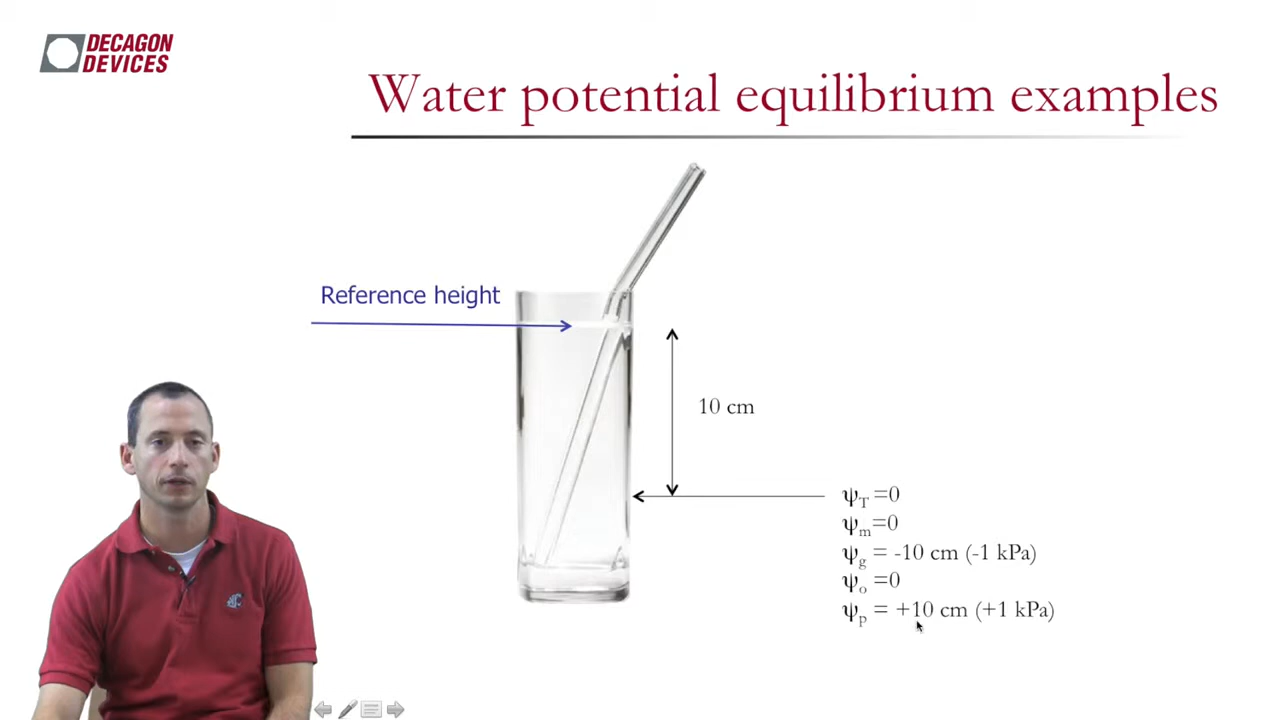 DECAGON
DEVICES
Water potential equilibrium examples
Reference height
10 cm
ψT =0
ψm=0
ψg = -10 cm (-1 kPa)
ψo =0
ψp = +10 cm (+1 kPa)